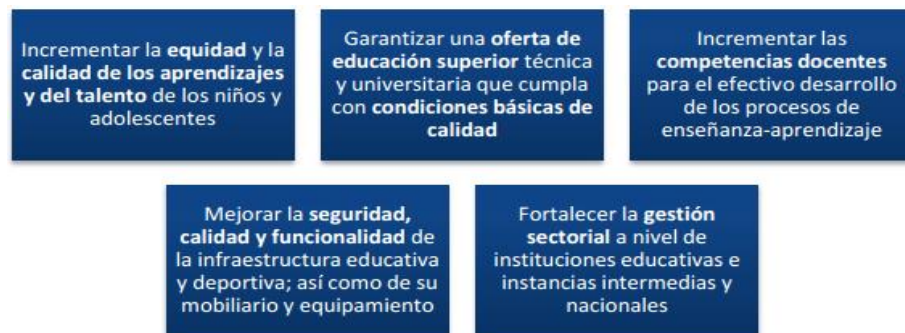 Incrementar la equidad y la
calidad de los aprendizajes
y del talento de los niños y
adolescentes
Garantizar una oferta de
educación superior técnica
y universitaria que cumpla
con condiciones básicas de
calidad
Incrementar las
competencias docentes
para el efectivo desarrollo
de los procesos de
enseñanza-aprendizaje
Mejorar la seguridad,
calidad y funcionalidad de
la infraestructura educativa
y deportiva; así como de su
mobiliario y equipamiento
Fortalecer la gestión
sectorial a nivel de
instituciones educativas e
instancias intermedias y
nacionales